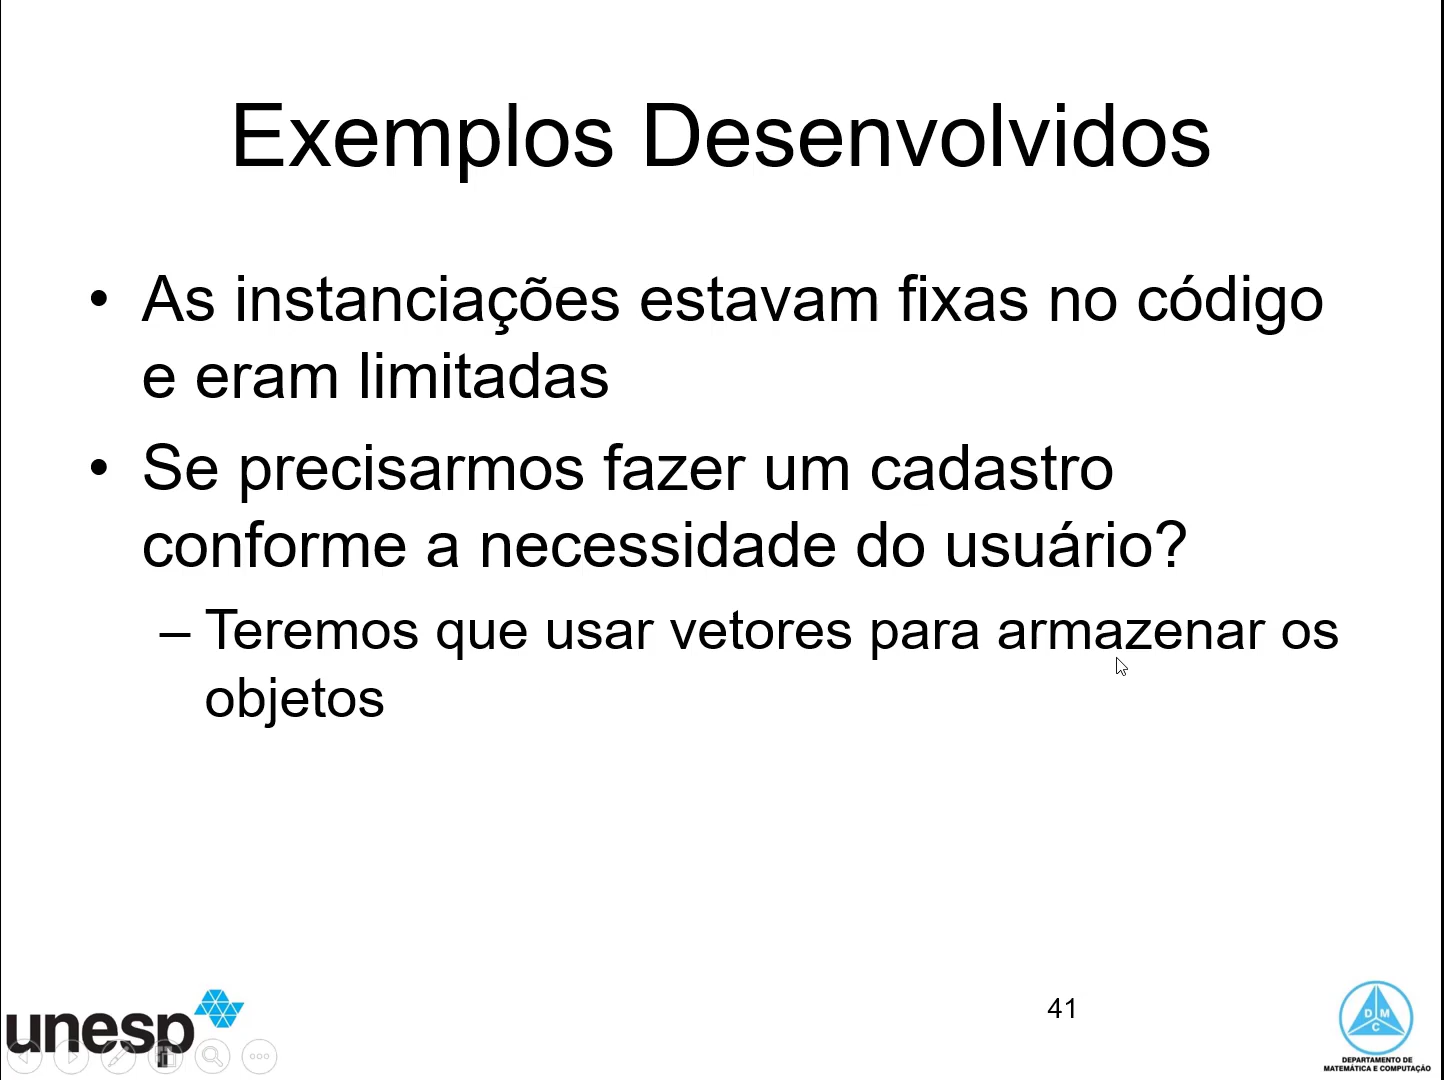 Exemplos Desenvolvidos
• As instanciações estavam fixas no código
e eram limitadas
• Se precisarmos fazer um cadastro
conforme a necessidade do usuário?
– Teremos que usar vetores para armazenar os
objetos
unesp
41
D M
C
DEPARTAMENTO DE
MATEMÁTICA E COMPUTAÇÃO